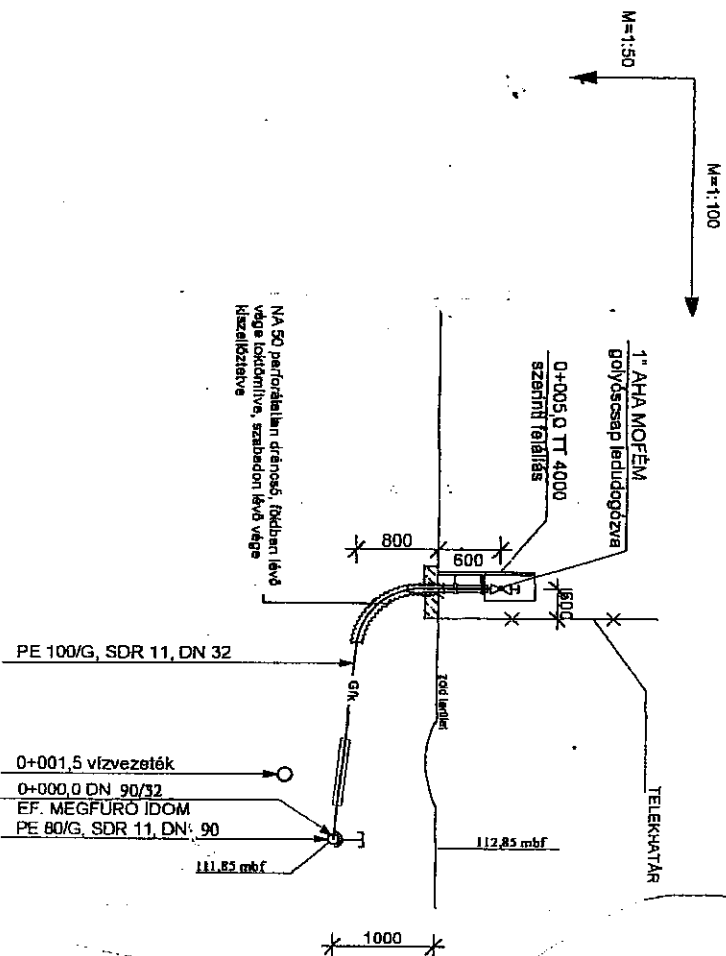 M=1:50
M=1:100
1" AHA MOFÉM
golyóscsap ledugózva
0+005,0 TT 4000
szerinti felállás
NA 50 perforálatlan dréncső, földben lévő
vége toktömítve, szabadon lévő vége
kiszellőztetve
800
600
600
TELEKHATÁR
zöld terület
Gfk
PE 100/G, SDR 11, DN 32
0+001,5 vízvezeték
0+000,0 DN 90/32
EF. MEGFÚRÓ IDOM
PE 80/G, SDR 11, DN 90
111,85 mbf
112,85 mbf
1000